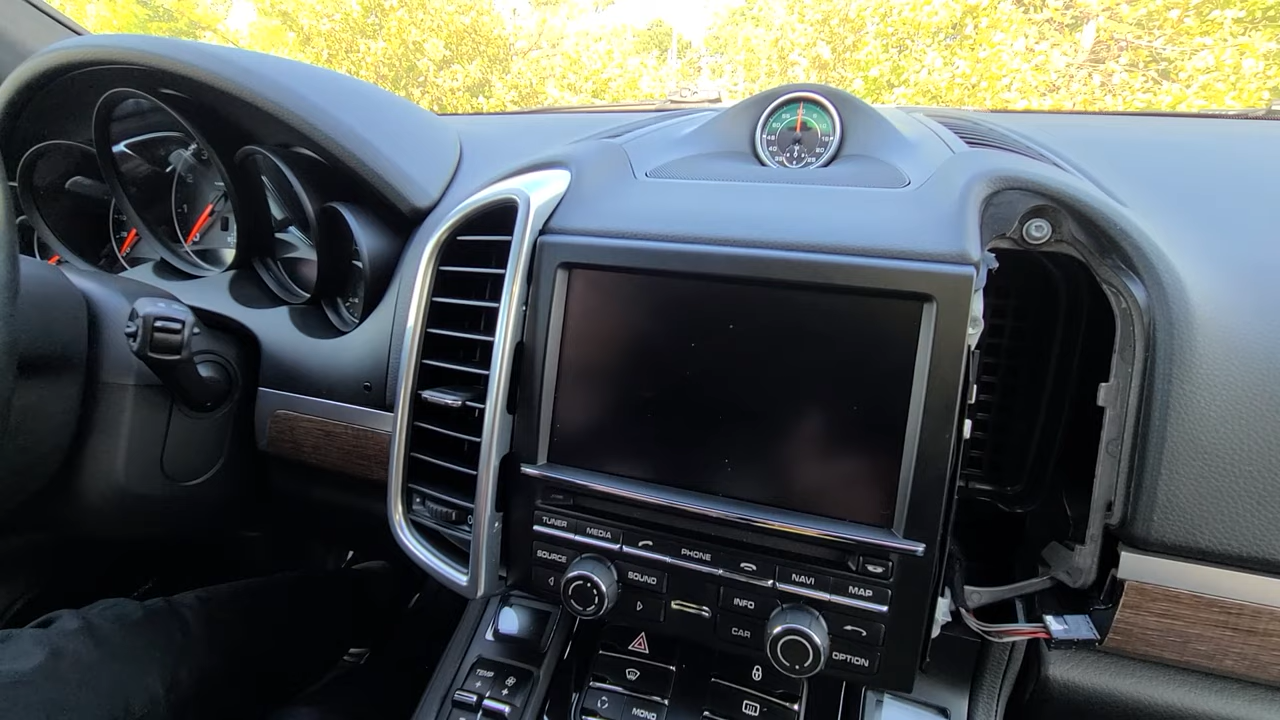 TUNER
MEDIA
PHONE
NAVI
MAP
SOURCE
SOUND
INFO
CAR
OPTION
TEMP
MONO